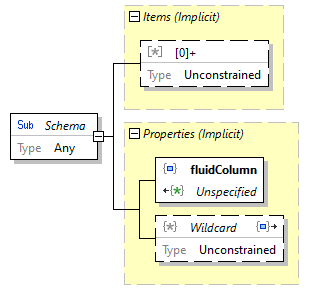 Items (Implicit)
[0]+
Type Unconstrained
Sub Schema
Type Any
Properties (Implicit)
fluidColumn
Unspecified
Wildcard
Type Unconstrained